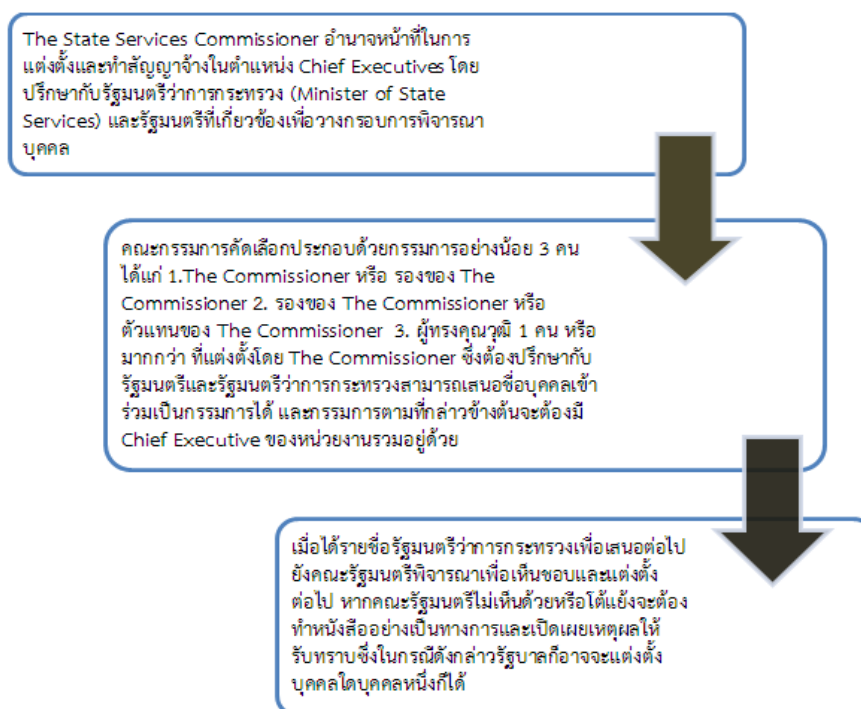 The State Services Commissioner อำนาจหน้าที่ในการ
แต่งตั้งและทำสัญญาจ้างในตำแหน่ง Chief Executives โดย
ปรึกษากับรัฐมนตรีว่าการกระทรวง (Minister of State
Services) และรัฐมนตรีที่เกี่ยวข้องเพื่อวางกรอบการพิจารณา
บุคคล
คณะกรรมการคัดเลือกประกอบด้วยกรรมการอย่างน้อย 3 คน
ได้แก่ 1.The Commissioner หรือ รองของ The
Commissioner 2. รองของ The Commissioner หรือ
ตัวแทนของ The Commissioner 3. ผู้ทรงคุณวุฒิ 1 คน หรือ
มากกว่า ที่แต่งตั้งโดย The Commissioner ซึ่งต้องปรึกษากับ
รัฐมนตรีและรัฐมนตรีว่าการกระทรวงสามารถเสนอชื่อบุคคลเข้า
ร่วมเป็นกรรมการได้ และกรรมการตามที่กล่าวข้างต้นจะต้องมี
Chief Executive ของหน่วยงานรวมอยู่ด้วย
เมื่อได้รายชื่อรัฐมนตรีว่าการกระทรวงเพื่อเสนอต่อไป
ยังคณะรัฐมนตรีพิจารณาเพื่อเห็นชอบและแต่งตั้ง
ต่อไป หากคณะรัฐมนตรีไม่เห็นด้วยหรือโต้แย้งจะต้อง
ทำหนังสืออย่างเป็นทางการและเปิดเผยเหตุผลให้
รับทราบซึ่งในกรณีดังกล่าวรัฐบาลก็อาจจะแต่งตั้ง
บุคคลใดบุคคลหนึ่งก็ได้